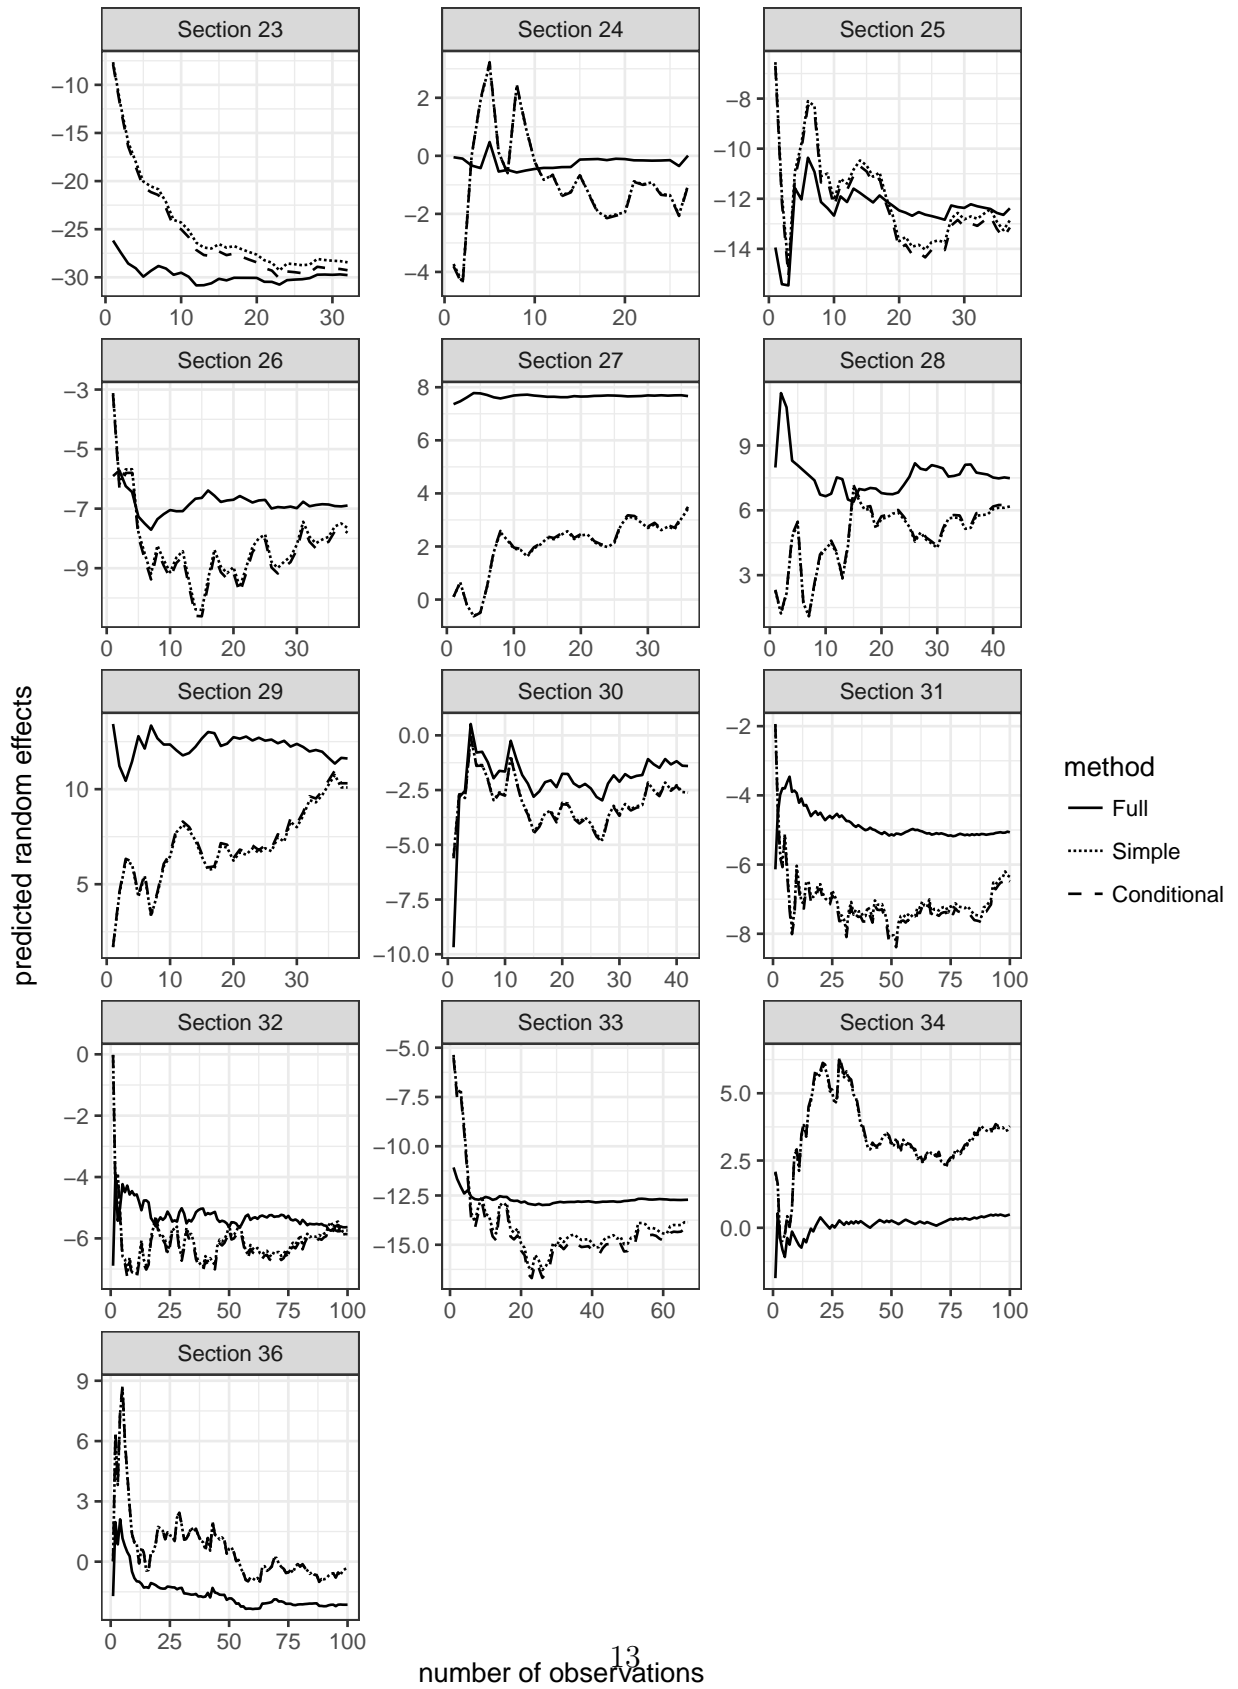 Section 23
Section 24
Section 25
−10
−15
−20
−25
−30
0 10 20 30
2
0
−2
−4
0 10 20
−8
−10
−12
−14
0 10 20 30
Section 26
Section 27
Section 28
−3
−5
−7
−9
0 10 20 30
8
6
4
2
0
0 10 20 30
9
6
3
0 10 20 30 40
Section 29
Section 30
Section 31
10
5
0 10 20 30
0.0
−2.5
−5.0
−7.5
−10.0
0 10 20 30 40
−2
−4
−6
−8
0 25 50 75 100
Section 32
Section 33
Section 34
0
−2
−4
−6
0 25 50 75 100
−5.0
−7.5
−10.0
−12.5
−15.0
0 20 40 60
5.0
2.5
0.0
0 25 50 75 100
Section 36
9
6
3
0
0 25 50 75 100
predicted random effects
number of observations
13
method
Full
Simple
Conditional